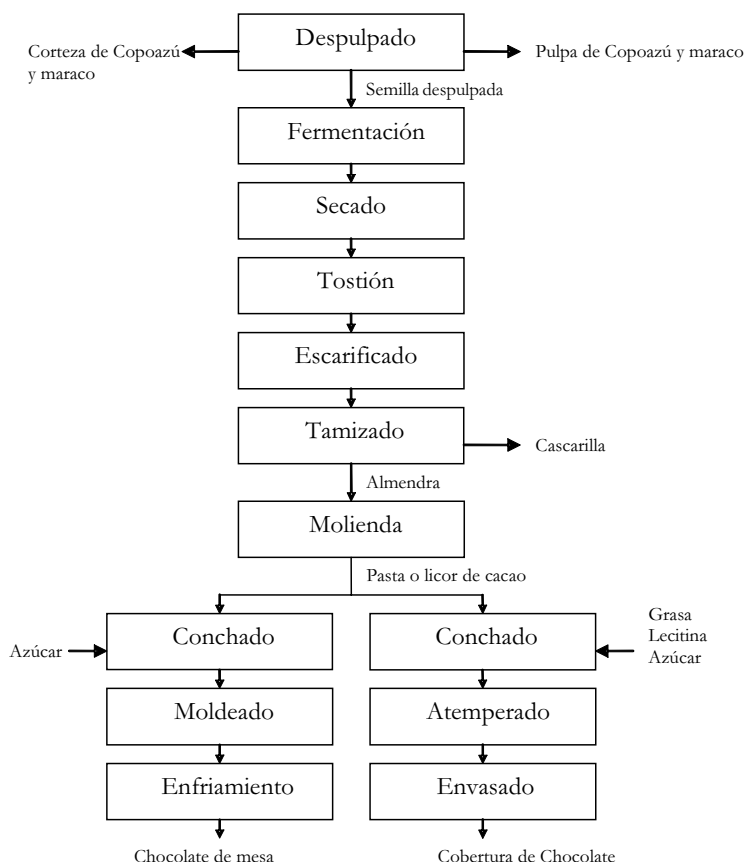 Despulpado
Corteza de Copoazú
y maraco
Pulpa de Copoazú y maraco
Semilla despulpada
Fermentación
Secado
Tostión
Escarificado
Tamizado
Cascarilla
Almendra
Molienda
Pasta o licor de cacao
Azúcar
Conchado
Conchado
Grasa
Lecitina
Azúcar
Moldeado
Atemperado
Enfriamiento
Envasado
Chocolate de mesa
Cobertura de Chocolate